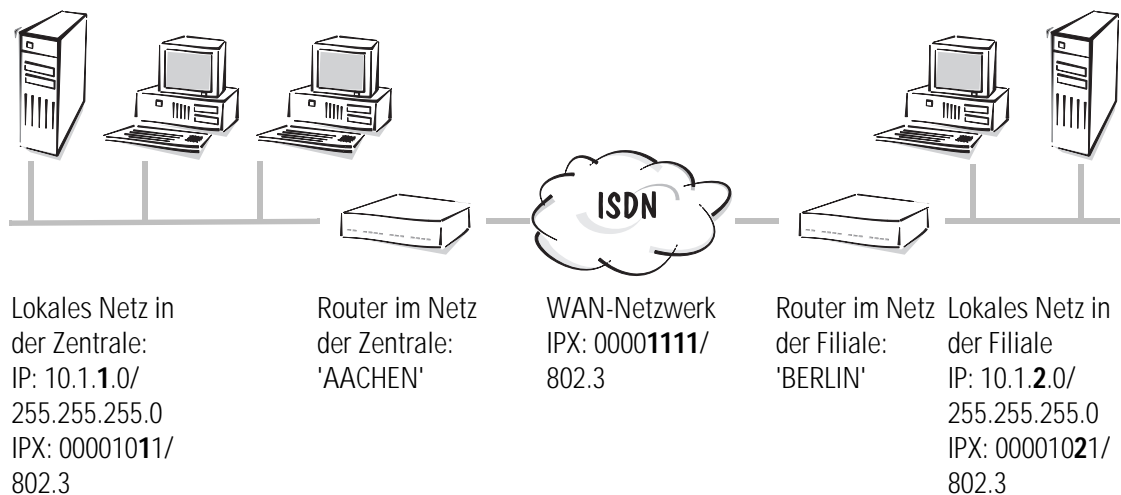 ISDN
Lokales Netz in
der Zentrale:
IP: 10.1.1.0/
255.255.255.0
IPX: 00001011/
802.3
Router im Netz
der Zentrale:
'AACHEN'
WAN-Netzwerk
IPX: 00001111/
802.3
Router im Netz
der Filiale:
'BERLIN'
Lokales Netz in
der Filiale
IP: 10.1.2.0/
255.255.255.0
IPX: 00001021/
802.3